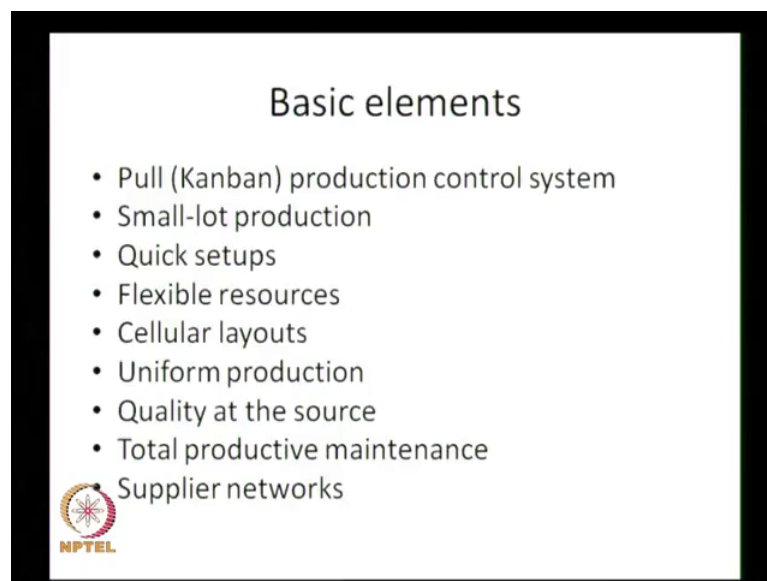 Basic elements
• Pull (Kanban) production control system
• Small-lot production
• Quick setups
• Flexible resources
• Cellular layouts
• Uniform production
• Quality at the source
• Total productive maintenance
• Supplier networks
NPTEL